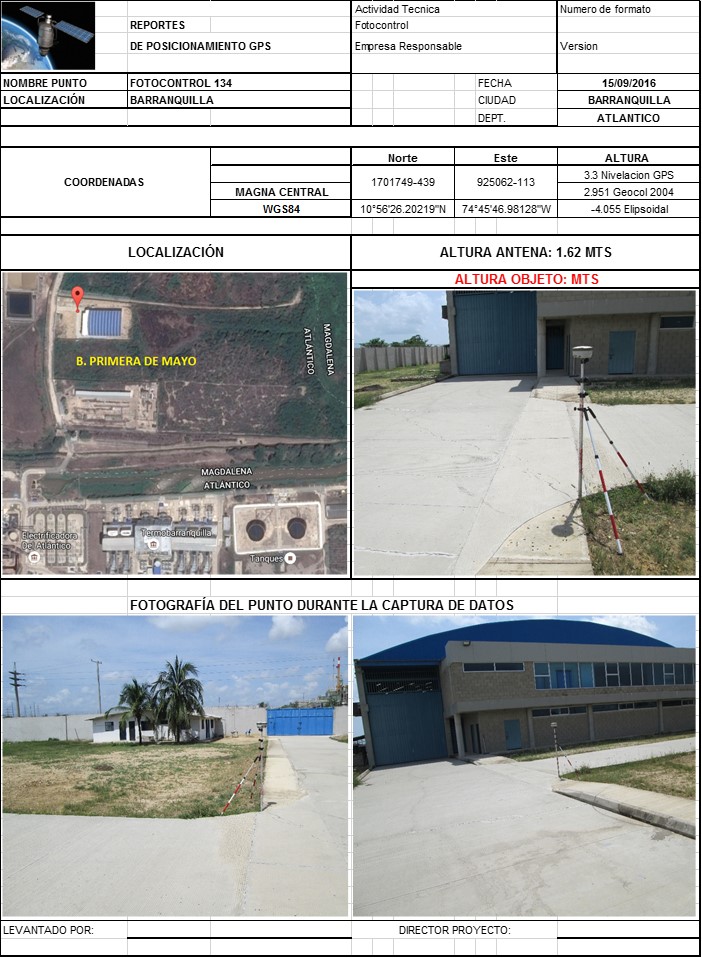 Actividad Tecnica
Numero de formato
REPORTES
Fotocontrol
DE POSICIONAMIENTO GPS
Empresa Responsable
Version
NOMBRE PUNTO FOTOCONTROL 134 FECHA 15/09/2016
LOCALIZACIÓN BARRANQUILLA CIUDAD BARRANQUILLA
DEPT. ATLANTICO
COORDENADAS
Norte Este ALTURA
1701749-439 925062-113
3.3 Nivelacion GPS
MAGNA CENTRAL
2.951 Geocol 2004
WGS84 10°56'26.20219"N 74°45'46.98128"W -4.055 Elipsoidal
LOCALIZACIÓN
ALTURA ANTENA: 1.62 MTS
ALTURA OBJETO: MTS
B. PRIMERA DE MAYO
MAGDALENA
ATLÁNTICO
MAGDALENA
ATLÁNTICO
Electrificadora
Del Atlántico
Termobarranquilla
Tanques
FOTOGRAFÍA DEL PUNTO DURANTE LA CAPTURA DE DATOS
LEVANTADO POR:
DIRECTOR PROYECTO: